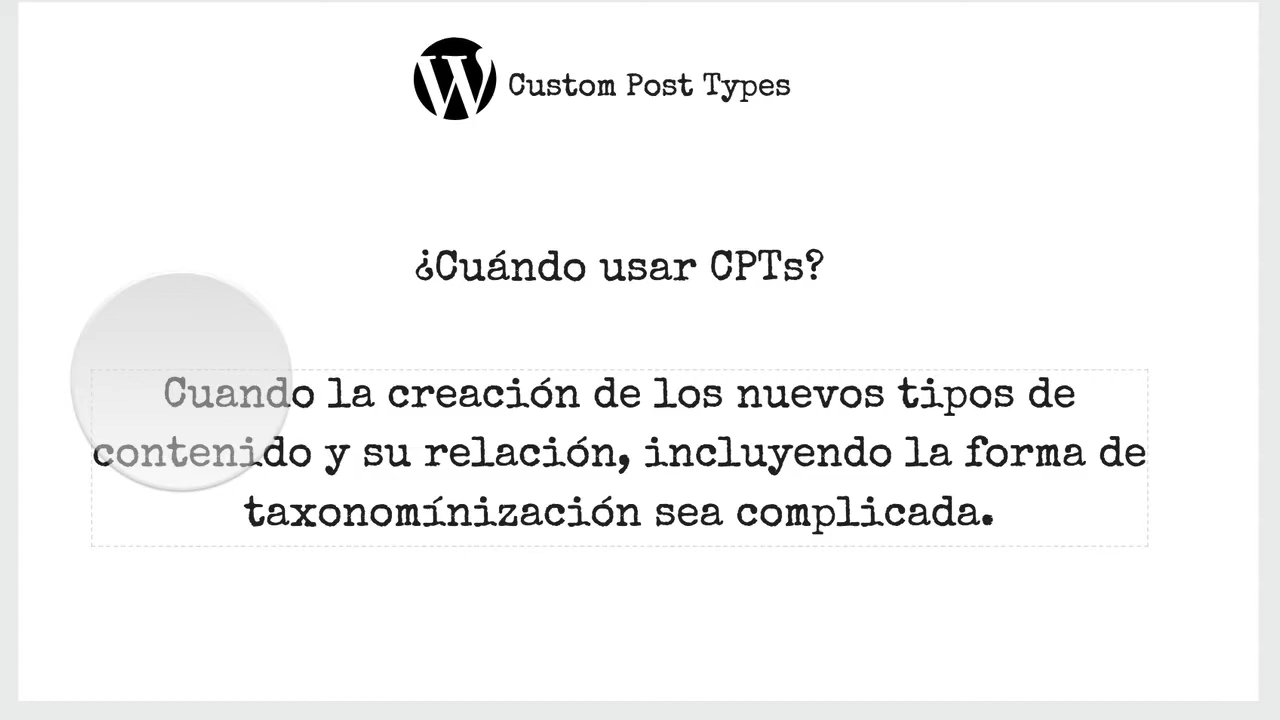 Custom Post Types
¿Cuándo usar CPTs?
Cuando la creación de los nuevos tipos de
contenido y su relación, incluyendo la forma de
taxonomínización sea complicada.